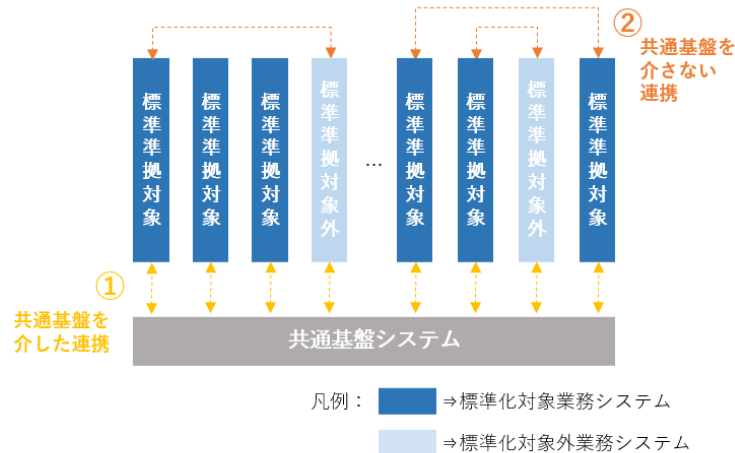 ②
共通基盤を
介さない
連携
標準準拠対象
標準準拠対象
標準準拠対象
標準準拠対象外
…
標準準拠対象
標準準拠対象
標準準拠対象外
標準準拠対象
①
共通基盤を
介した連携
共通基盤システム
凡例：
⇒標準化対象業務システム
⇒標準化対象外業務システム